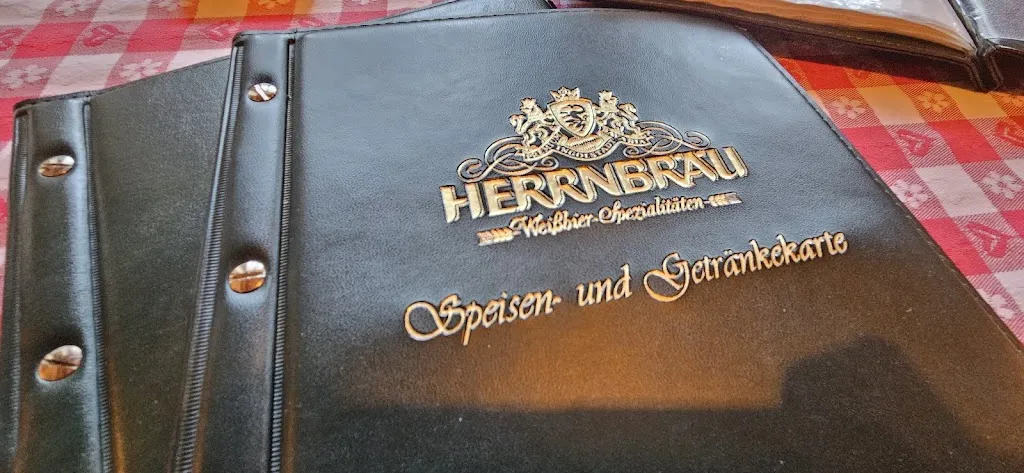 HERRNBRÄU
Weißbier-Spezialitäten
Speisen- und Getränkekarte